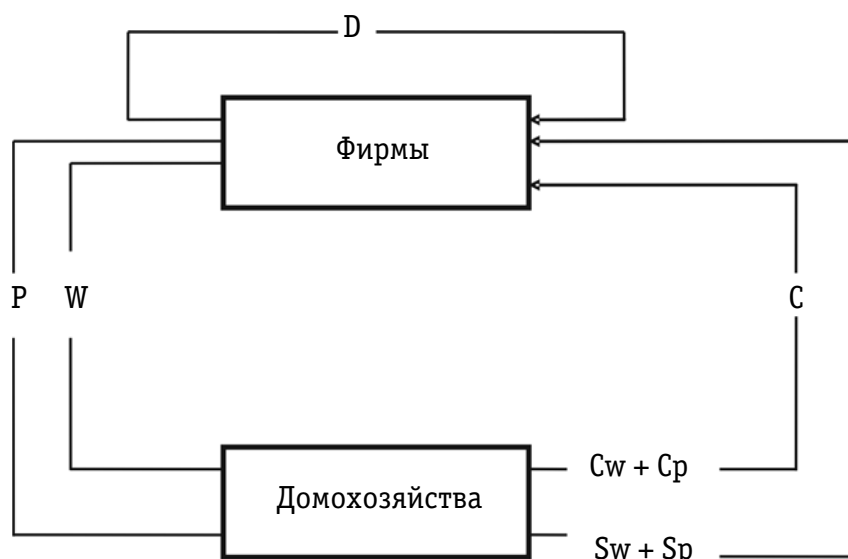 D
Фирмы
P
W
C
Cw + Cp
Домохозяйства
Sw + Sp